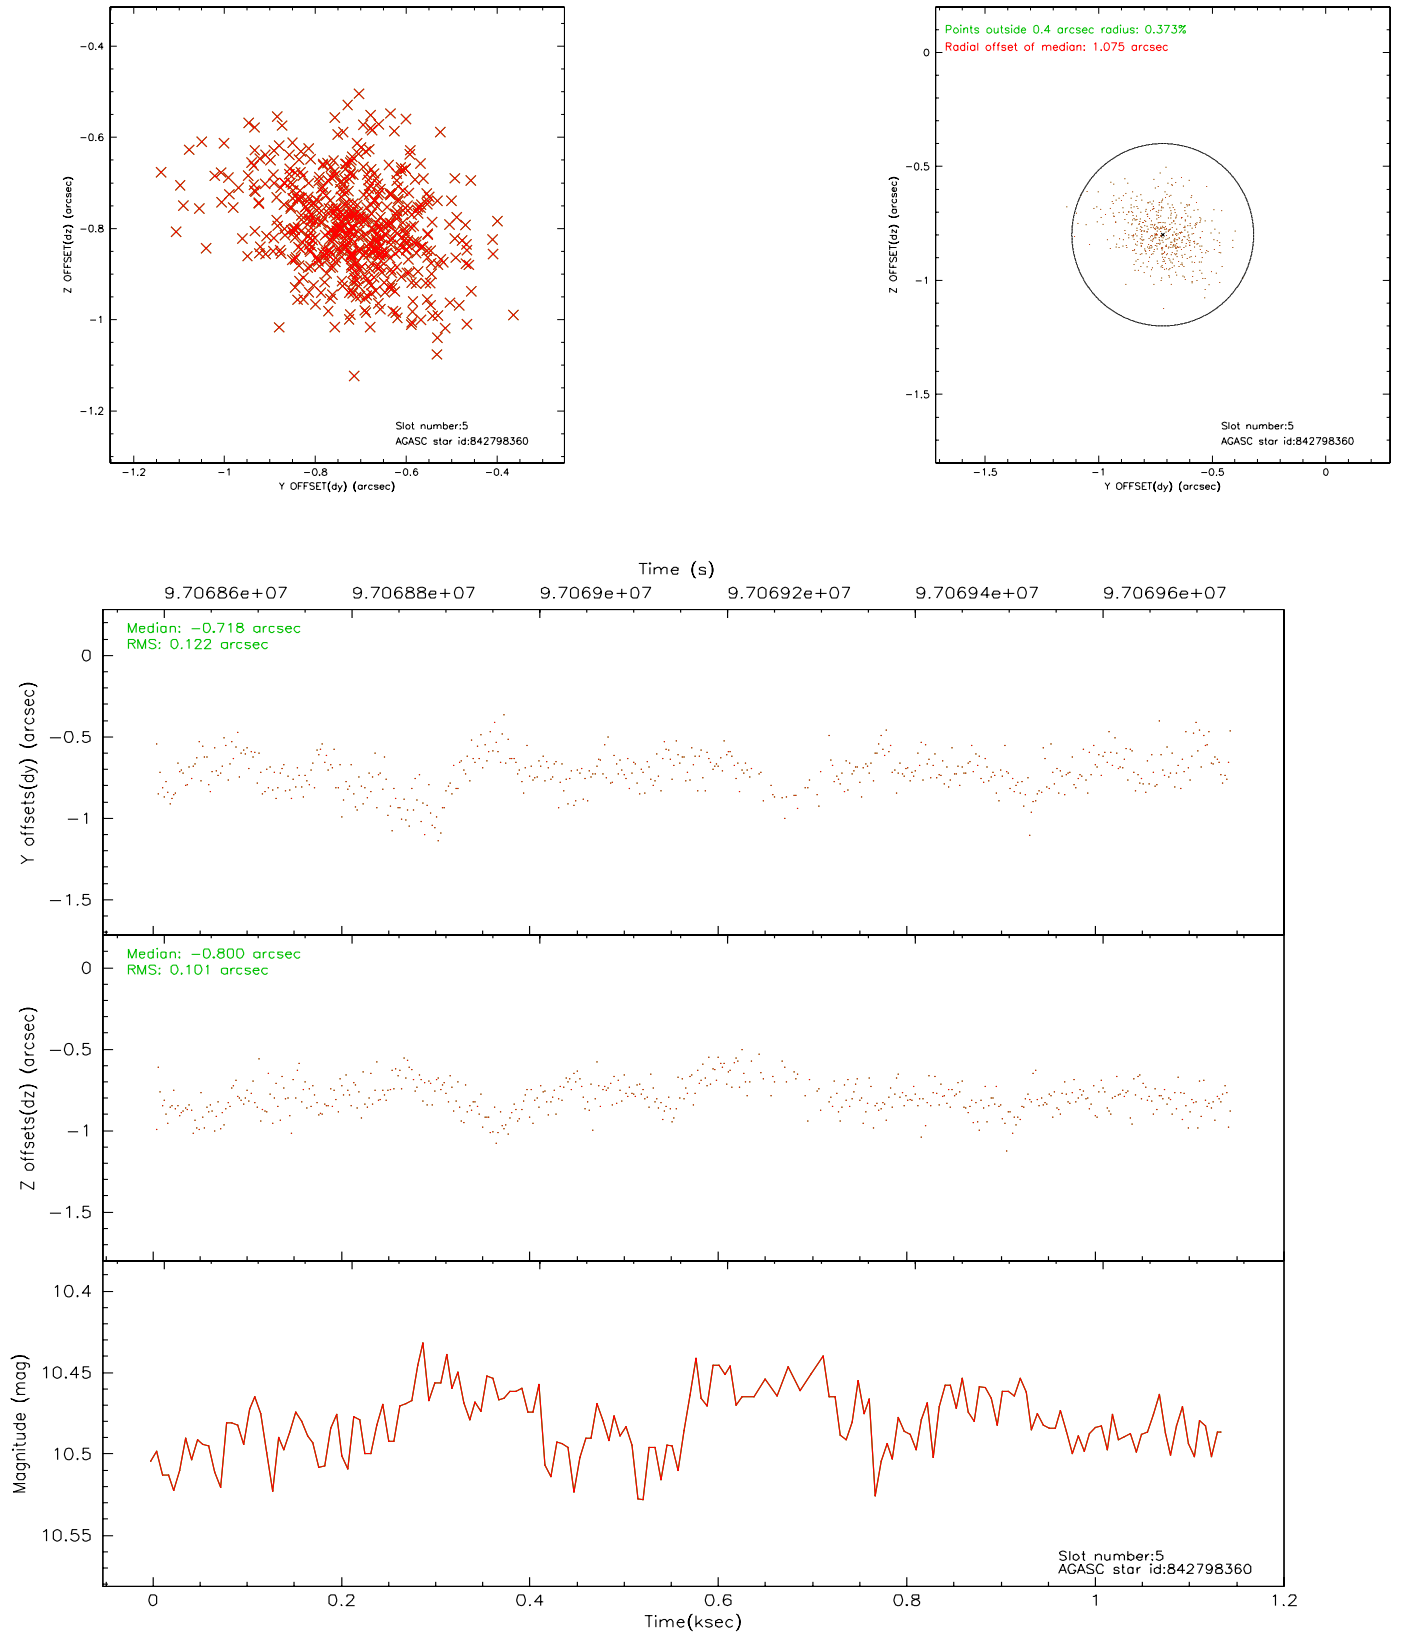 −0.4
−0.6
−0.8
−1
−1.2
Z OFFSET(dz) (arcsec)
Slot number:5
AGASC star id:842798360
−1.2 −1 −0.8 −0.6 −0.4
Y OFFSET(dy) (arcsec)
Points outside 0.4 arcsec radius: 0.373%
Radial offset of median: 1.075 arcsec
0
−0.5
−1
−1.5
Z OFFSET(dz) (arcsec)
Slot number:5
AGASC star id:842798360
−1.5 −1 −0.5 0
Y OFFSET(dy) (arcsec)
Time (s)
9.70686e+07 9.70688e+07 9.7069e+07 9.70692e+07 9.70694e+07 9.70696e+07
Median: −0.718 arcsec
RMS: 0.122 arcsec
0
−0.5
−1
−1.5
Y offsets(dy) (arcsec)
Median: −0.800 arcsec
RMS: 0.101 arcsec
0
−0.5
−1
−1.5
Z offsets(dz) (arcsec)
10.4
10.45
10.5
10.55
Magnitude (mag)
Slot number:5
AGASC star id:842798360
0 0.2 0.4 0.6 0.8 1 1.2
Time(ksec)